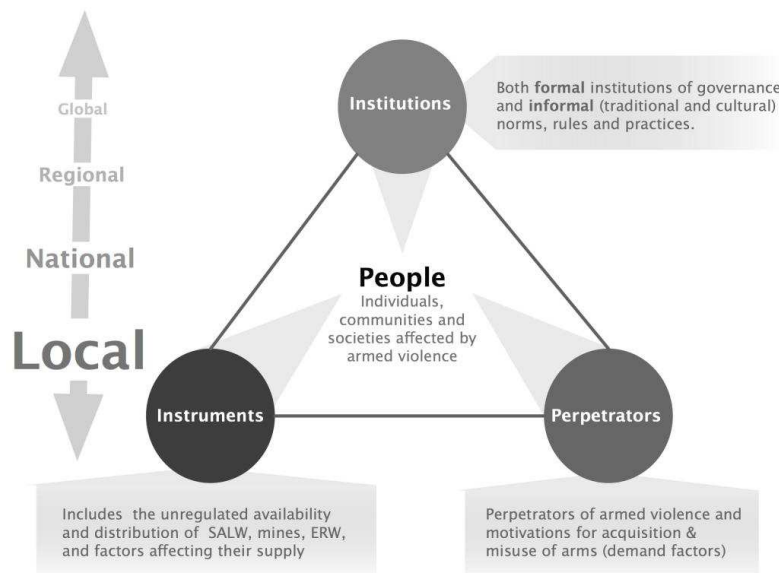 Global
Regional
National
Local
Institutions
Both formal institutions of governance
and informal (traditional and cultural)
norms, rules and practices.
People
Individuals,
communities and
societies affected by
armed violence
Instruments
Perpetrators
Includes the unregulated availability
and distribution of SALW, mines, ERW,
and factors affecting their supply
Perpetrators of armed violence and
motivations for acquisition &
misuse of arms (demand factors)